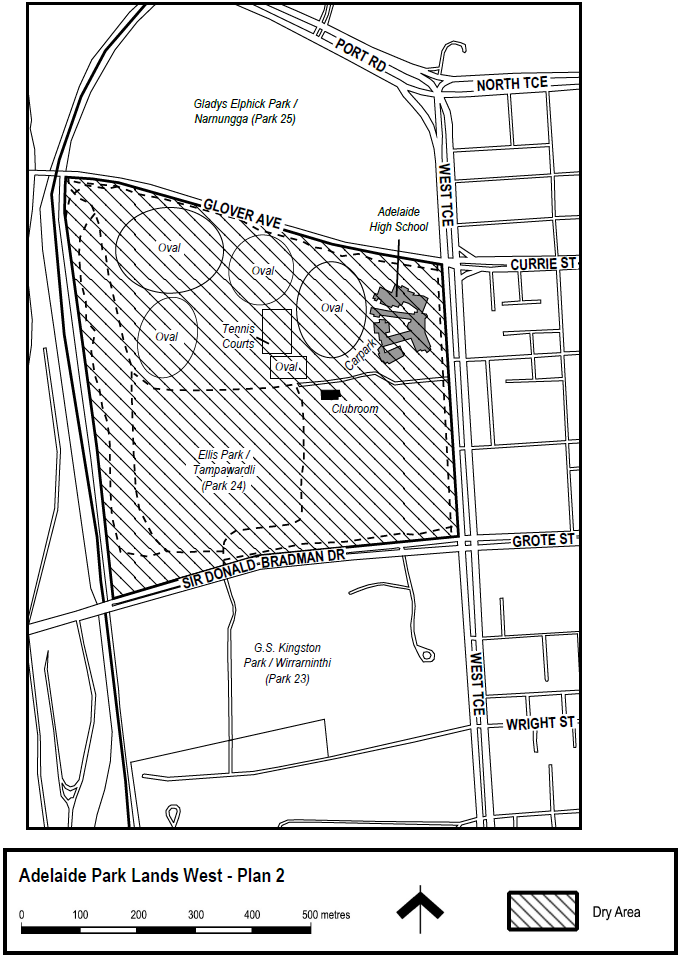 PORT RD
NORTH TCE
Gladys Elphick Park /
Narnungga (Park 25)
WEST TCE
GLOVER AVE
Adelaide
High School
CURRIE ST
Oval
Oval
Oval
Oval
Tennis
Courts
Oval
Carpark
Clubroom
Ellis Park /
Tampawardli
(Park 24)
GROTE ST
SIR DONALD-BRADMAN DR
G.S. Kingston
Park / Wirrarninthi
(Park 23)
WEST TCE
WRIGHT ST
Adelaide Park Lands West - Plan 2
0 100 200 300 400 500 metres
Dry Area